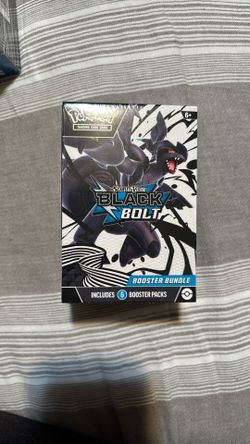 POKÉMON
TRADING CARD GAME
6+
SCARLET & VIOLET
BLACK
BOLT
BOOSTER BUNDLE
INCLUDES 6 BOOSTER PACKS